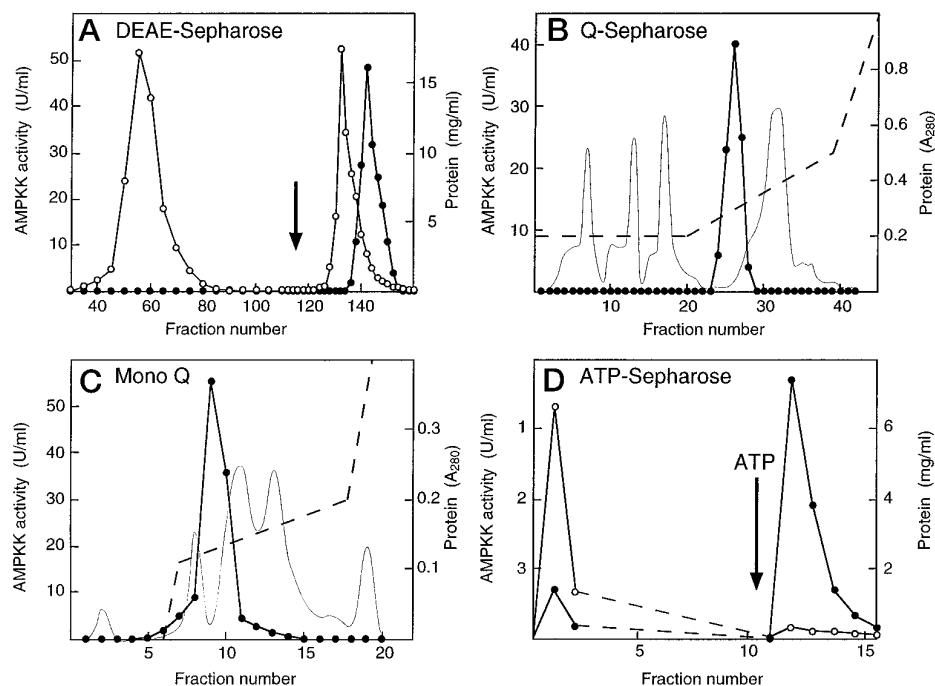 A DEAE-Sepharose
AMPKK activity (U/ml)
50
40
30
20
10
Protein (mg/ml)
15
10
5
40 60 80 100 120 140
Fraction number
B Q-Sepharose
AMPKK activity (U/ml)
40
30
20
10
Protein (A280)
0.8
0.6
0.4
0.2
10 20 30 40
Fraction number
C Mono Q
AMPKK activity (U/ml)
50
40
30
20
10
Protein (A280)
0.3
0.2
0.1
5 10 15 20
Fraction number
D ATP-Sepharose
AMPKK activity (U/ml)
1
2
3
ATP
Protein (mg/ml)
6
4
2
5 10 15
Fraction number